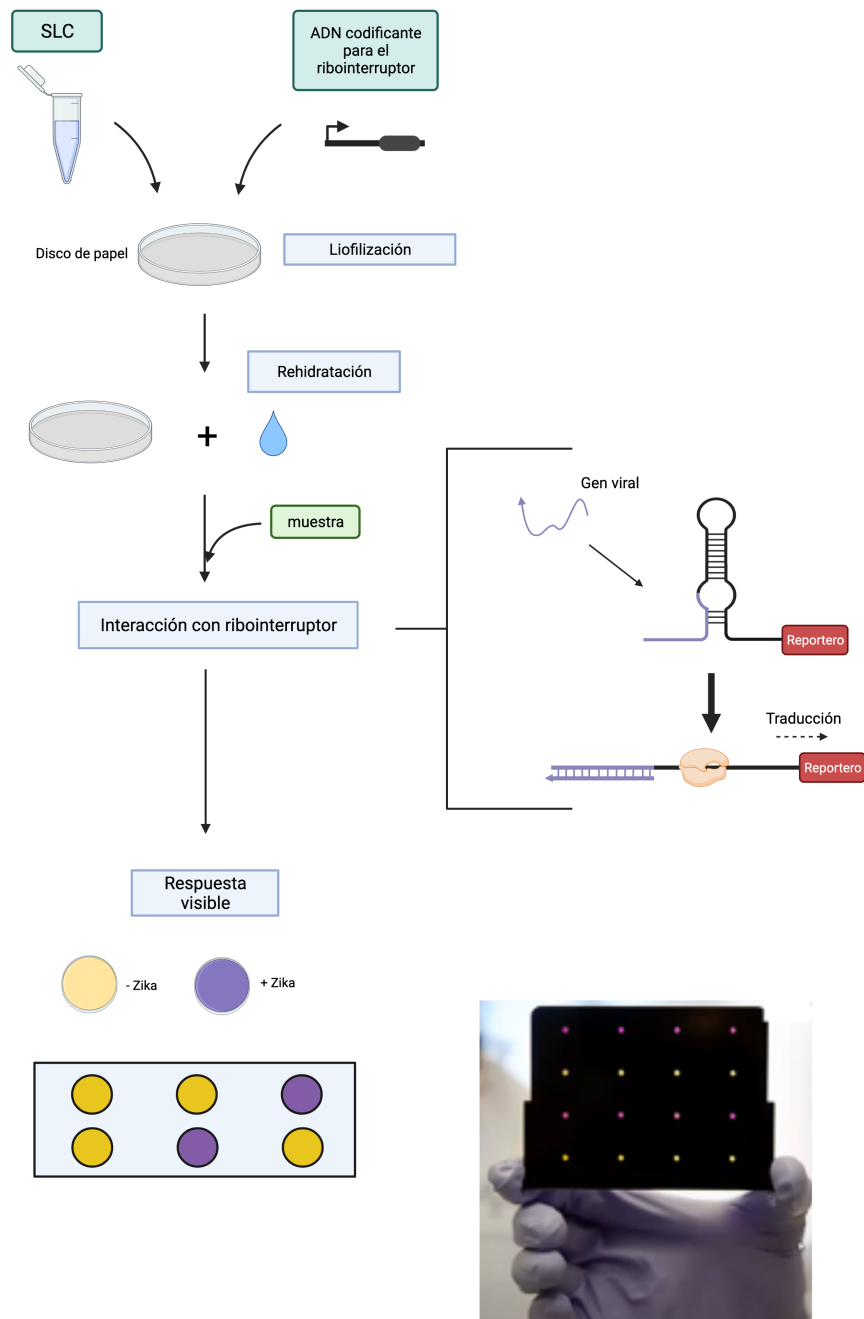 SLC
ADN codificante
para el
ribointerruptor
Disco de papel
Liofilización
Rehidratación
+
muestra
Interacción con ribointerruptor
Gen viral
Reportero
Traducción
Reportero
Respuesta
visible
- Zika
+ Zika